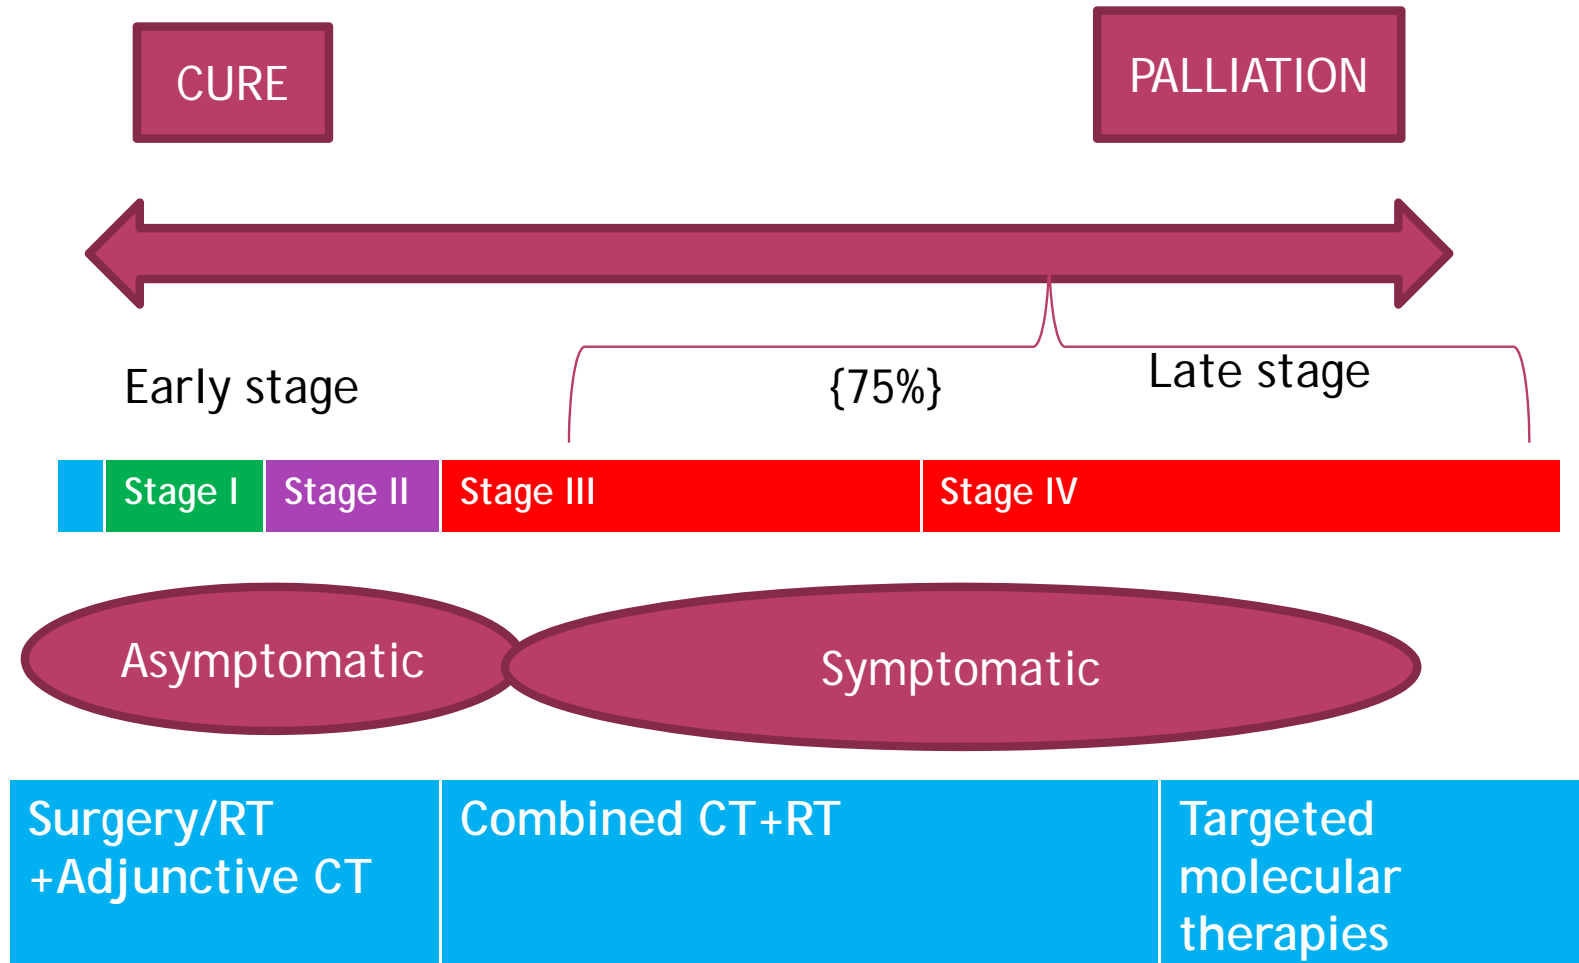 CURE
PALLIATION
Early stage
{75%}
Late stage
Stage I
Stage II
Stage III
Stage IV
Asymptomatic
Symptomatic
Surgery/RT
+Adjunctive CT
Combined CT+RT
Targeted
molecular
therapies